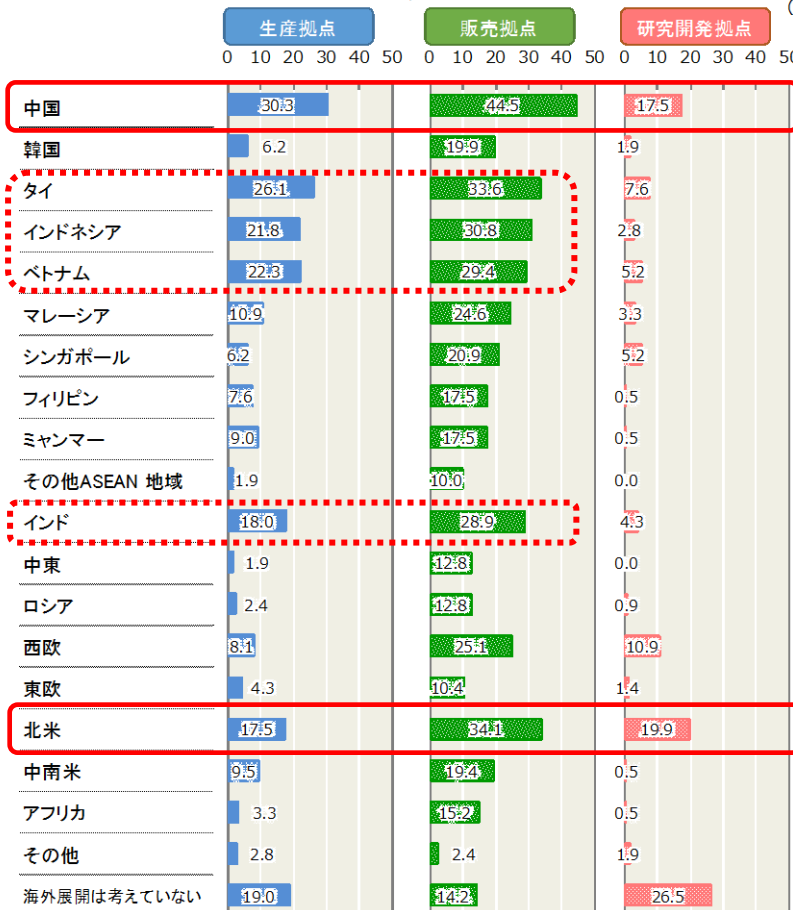 (
生産拠点 販売拠点 研究開発拠点
0 10 20 30 40 50 0 10 20 30 40 50 0 10 20 30 40 50
中国 30.3 44.5 17.5
韓国 6.2 19.9 1.9
タイ 26.1 33.6 7.6
インドネシア 21.8 30.8 2.8
ベトナム 22.3 29.4 5.2
マレーシア 10.9 24.6 3.3
シンガポール 6.2 20.9 5.2
フィリピン 7.6 17.5 0.5
ミャンマー 9.0 17.5 0.5
その他ASEAN 地域 1.9 10.0 0.0
インド 18.0 28.9 4.3
中東 1.9 12.8 0.0
ロシア 2.4 12.8 0.9
西欧 8.1 25.1 10.9
東欧 4.3 10.4 1.4
北米 17.5 34.1 19.9
中南米 9.5 19.4 0.5
アフリカ 3.3 15.2 0.5
その他 2.8 2.4 1.9
海外展開は考えていない 19.0 14.2 26.5